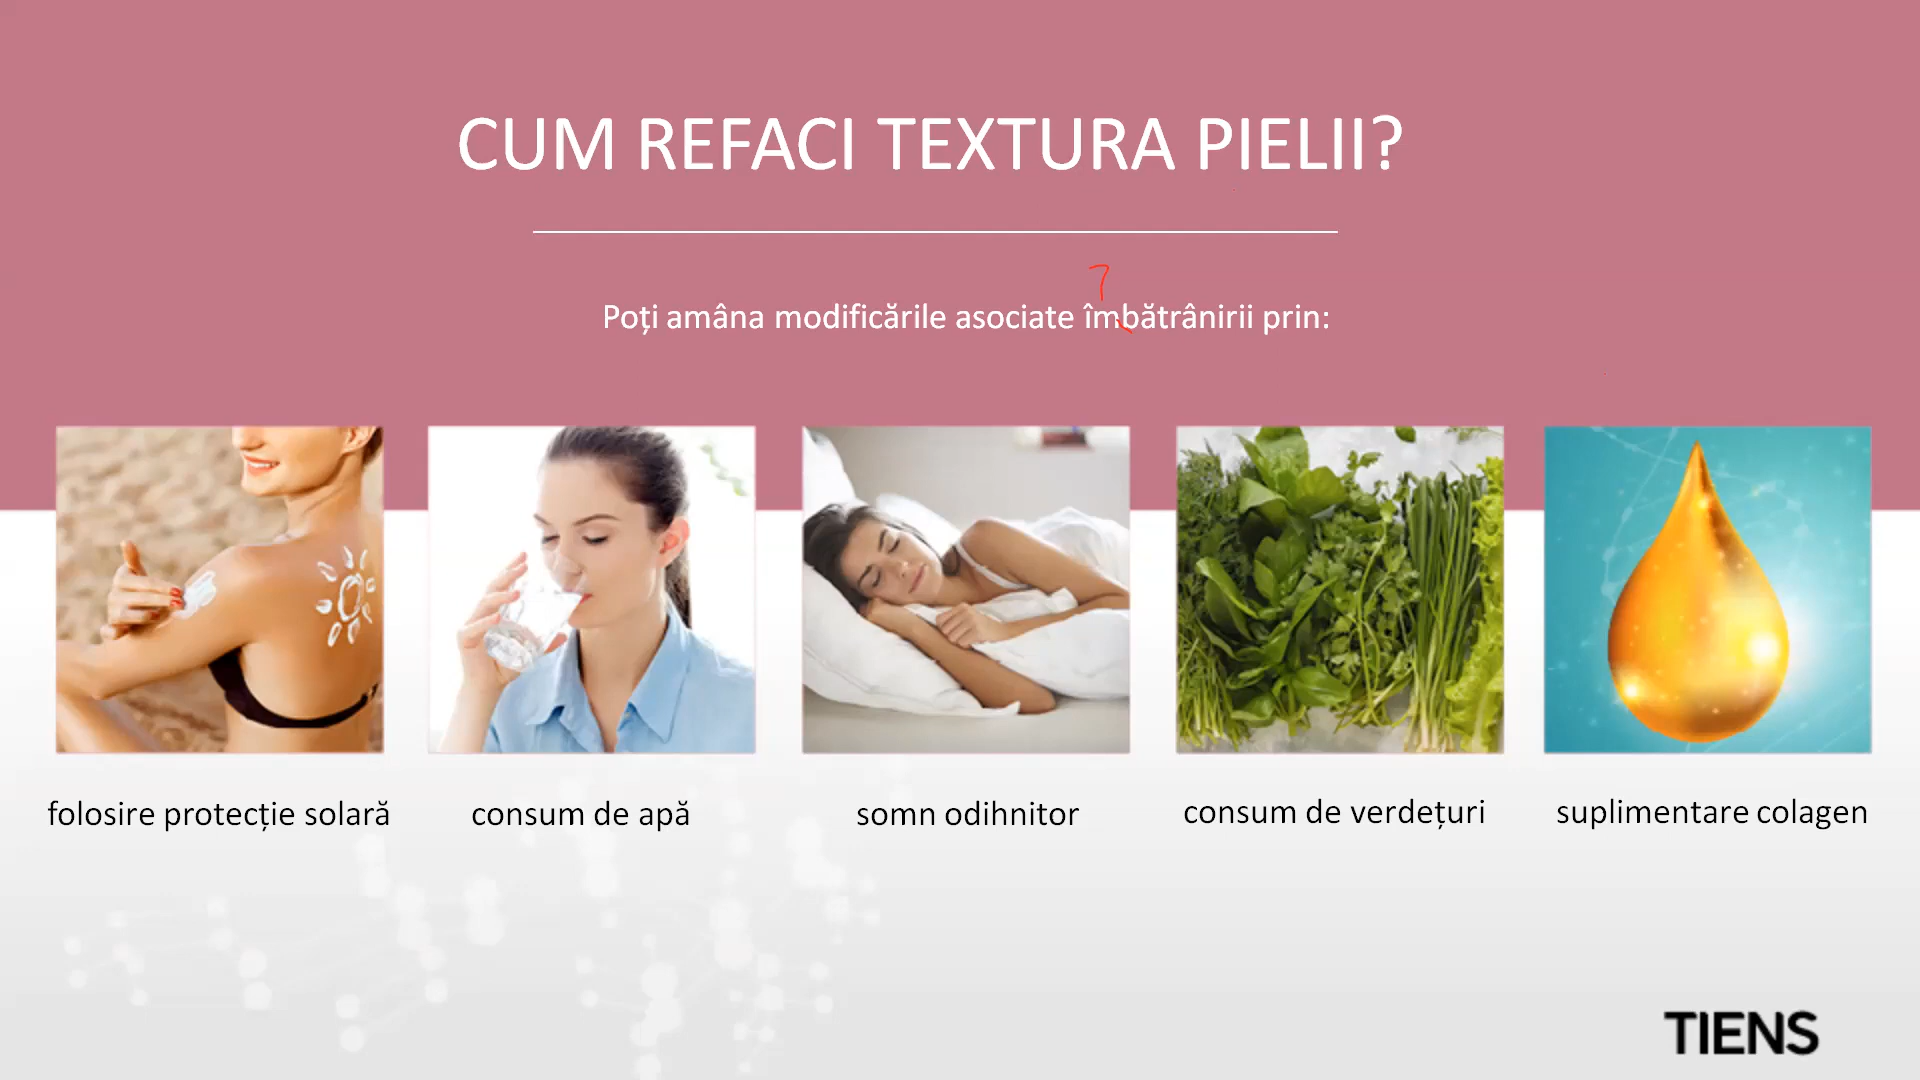 CUM REFACI TEXTURA PIELII?
Poți amâna modificările asociate îmbătrânirii prin:
folosire protecție solară
consum de apă
somn odihnitor
consum de verdețuri
suplimentare colagen
TIENS